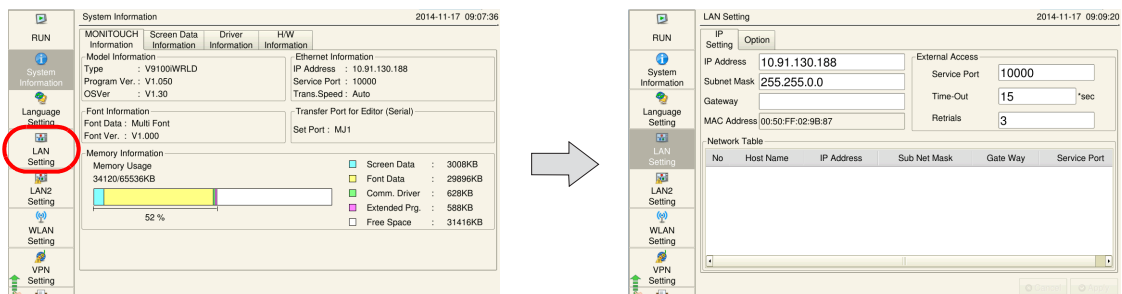 System Information 2014-11-17 09:07:36
RUN
System
Information
Language
Setting
LAN
Setting
LAN2
Setting
WLAN
Setting
VPN
Setting
MONITOUCH
Information
Screen Data
Information
Driver
Information
H/W
Information
Model Information
Type : V9100iWRLD
Program Ver. : V1.050
OSVer : V1.30
Ethernet Information
IP Address : 10.91.130.188
Service Port : 10000
Trans.Speed : Auto
Font Information
Font Data : Multi Font
Font Ver. : V1.000
Transfer Port for Editor (Serial)
Set Port : MJ1
Memory Information
Memory Usage
34120/65536KB
52 %
Screen Data : 3008KB
Font Data : 29896KB
Comm. Driver : 628KB
Extended Prg. : 588KB
Free Space : 31416KB
LAN Setting 2014-11-17 09:09:20
RUN
System
Information
Language
Setting
LAN
Setting
LAN2
Setting
WLAN
Setting
VPN
Setting
IP
Setting
Option
IP Address 10.91.130.188
Subnet Mask 255.255.0.0
Gateway
MAC Address 00:50:FF:02:9B:87
External Access
Service Port 10000
Time-Out 15 *sec
Retrials 3
Network Table
No Host Name IP Address Sub Net Mask Gate Way Service Port
Cancel Apply